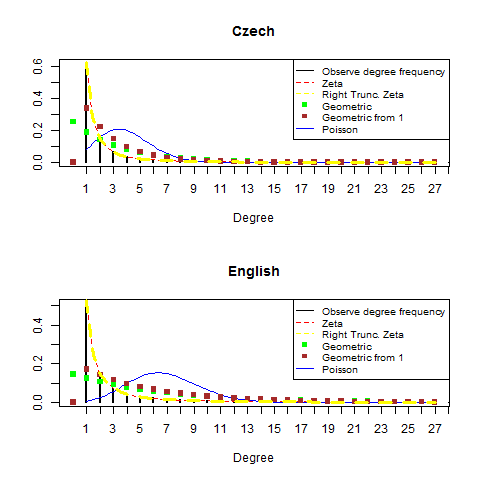 Czech
0.0 0.2 0.4 0.6
Observe degree frequency
Zeta
Right Trunc. Zeta
Geometric
Geometric from 1
Poisson
1 3 5 7 9 11 13 15 17 19 21 23 25 27
Degree
English
0.0 0.2 0.4
Observe degree frequency
Zeta
Right Trunc. Zeta
Geometric
Geometric from 1
Poisson
1 3 5 7 9 11 13 15 17 19 21 23 25 27
Degree